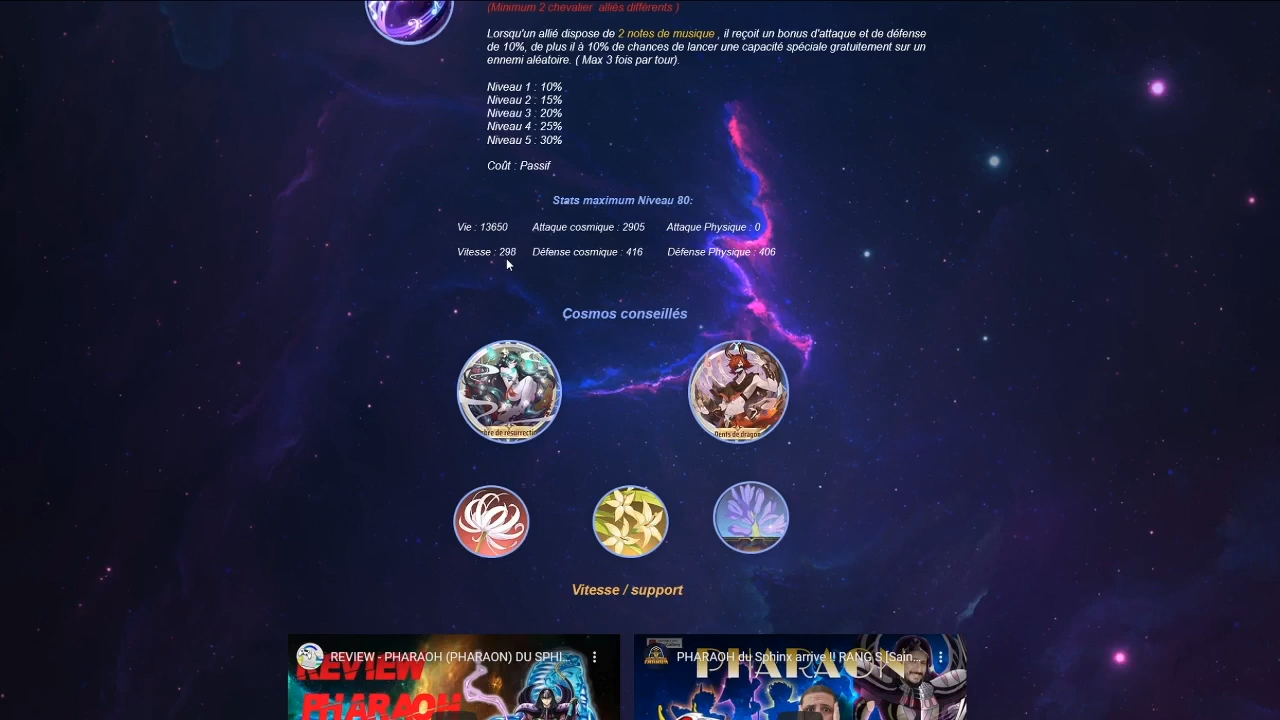 (Minimum 2 chevalier alliés différents )
Lorsqu'un allié dispose de 2 notes de musique , il reçoit un bonus d'attaque et de défense
de 10%, de plus il à 10% de chances de lancer une capacité spéciale gratuitement sur un
ennemi aléatoire. ( Max 3 fois par tour).
Niveau 1 : 10%
Niveau 2 : 15%
Niveau 3 : 20%
Niveau 4 : 25%
Niveau 5 : 30%
Coût : Passif
Stats maximum Niveau 80:
Vie : 13650 Attaque cosmique : 2905 Attaque Physique : 0
Vitesse : 298 Défense cosmique : 416 Défense Physique : 406
Cosmos conseillés
de résurrection
Dents de dragon
Vitesse / support
REVIEW - PHARAOH (PHARAON) DU SPHI...
PHARAOH du Sphinx arrive !! RANG S [Sain...
REVIEW
PHARAON
PHARAOH